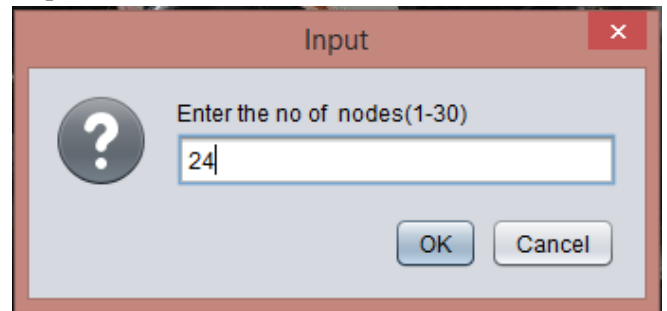 Input
Enter the no of nodes(1-30)
24
OK Cancel